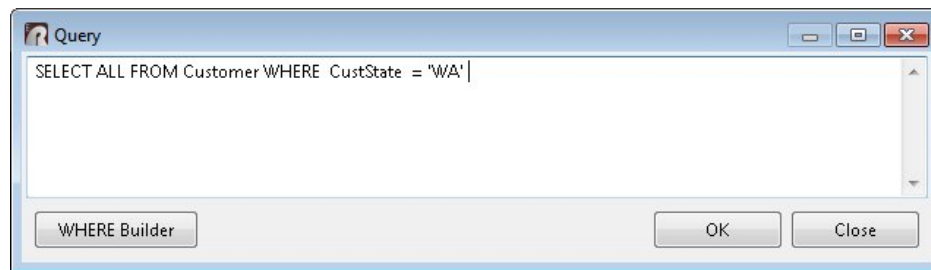 Query
SELECT ALL FROM Customer WHERE  CustState  = 'WA'
WHERE Builder
OK
Close